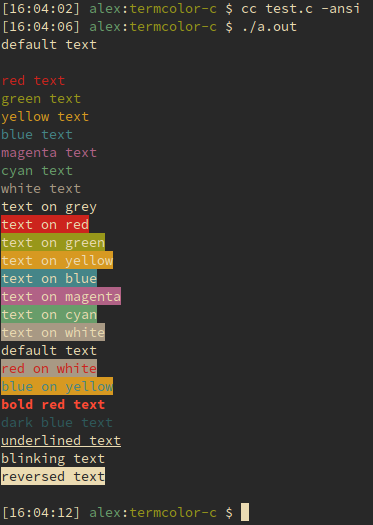 [16:04:02] alex:termcolor-c $ cc test.c -ansi
[16:04:06] alex:termcolor-c $ ./a.out
default text
red text
green text
yellow text
blue text
magenta text
cyan text
white text
text on grey
text on red
text on green
text on yellow
text on blue
text on magenta
text on cyan
text on white
default text
red on white
blue on yellow
bold red text
dark blue text
underlined text
blinking text
reversed text
[16:04:12] alex:termcolor-c $